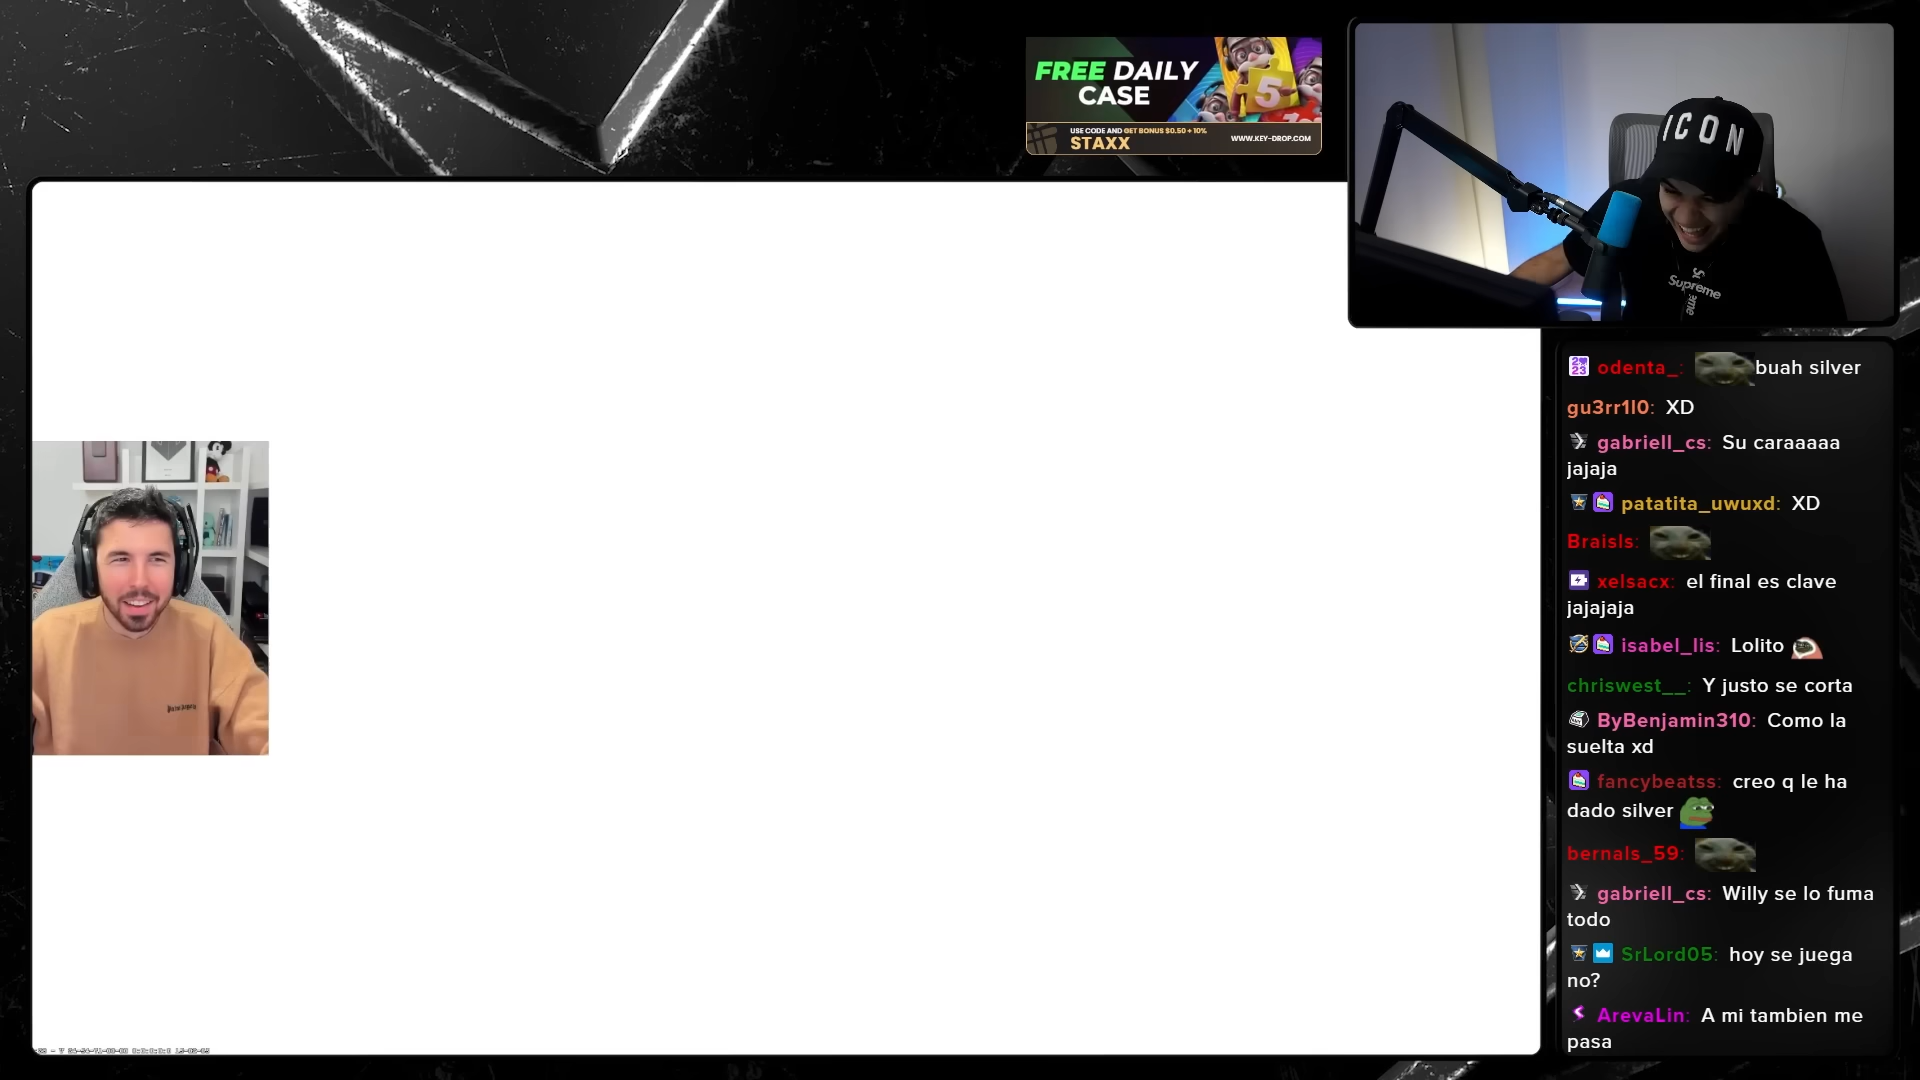 FREE DAILY
CASE
5
USE CODE AND GET BONUS $0.50 + 10%
STAXX
WWW.KEY-DROP.COM
ICON
Supreme
odenta_: buah silver
gu3rr1l0: XD
gabriell_cs: Su caraaaaa
jajaja
patatita_uwuxd: XD
Braisls:
xelsacx: el final es clave
jajajaja
isabel_lis: Lolito
chriswest__: Y justo se corta
ByBenjamin310: Como la
suelta xd
fancybeatss: creo q le ha
dado silver
bernals_59:
gabriell_cs: Willy se lo fuma
todo
SrLord05: hoy se juega
no?
ArevaLin: A mi tambien me
pasa